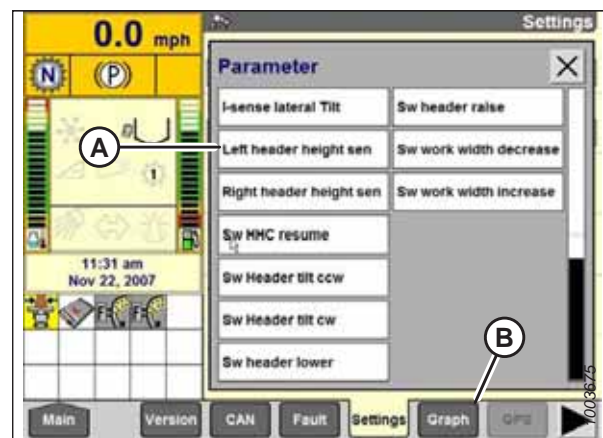 0.0 mph
Settings
N
(P)
Parameter
X
I-sense lateral Tilt
Sw header raise
A
D
Left header height sen
Sw work width decrease
1
Right header height sen
Sw work width increase
Sw HHC resume
11:31 am
Nov 22, 2007
Sw Header tilt ccw
F=
F=
Sw Header tilt cw
B
Sw header lower
Main
Version
CAN
Fault
Settings
Graph
GPS
1003675